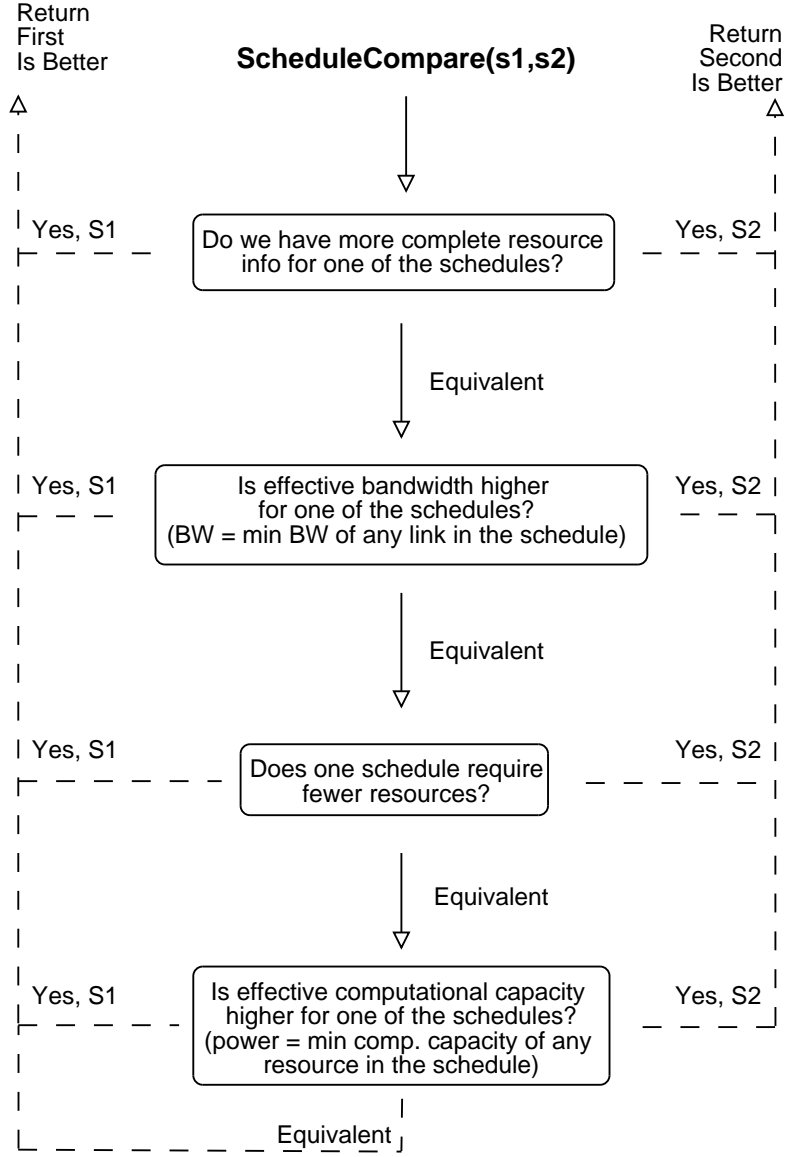 Return
First
Is Better
ScheduleCompare(s1,s2)
Return
Second
Is Better
Yes, S1
Do we have more complete resource
info for one of the schedules?
Yes, S2
Equivalent
Yes, S1
Is effective bandwidth higher
for one of the schedules?
(BW = min BW of any link in the schedule)
Yes, S2
Equivalent
Yes, S1
Does one schedule require
fewer resources?
Yes, S2
Equivalent
Yes, S1
Is effective computational capacity
higher for one of the schedules?
(power = min comp. capacity of any
resource in the schedule)
Yes, S2
Equivalent